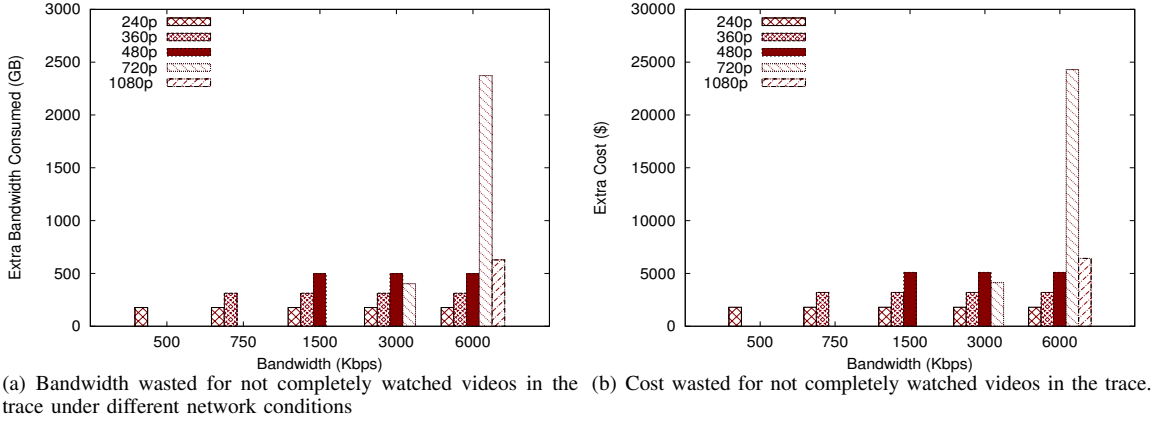 3000
2500
2000
1500
1000
500
0
Extra Bandwidth Consumed (GB)
240p
360p
480p
720p
1080p
500 750 1500 3000 6000
Bandwidth (Kbps)
(a) Bandwidth wasted for not completely watched videos in the
trace under different network conditions
30000
25000
20000
15000
10000
5000
0
Extra Cost ($)
240p
360p
480p
720p
1080p
500 750 1500 3000 6000
Bandwidth (Kbps)
(b) Cost wasted for not completely watched videos in the trace.